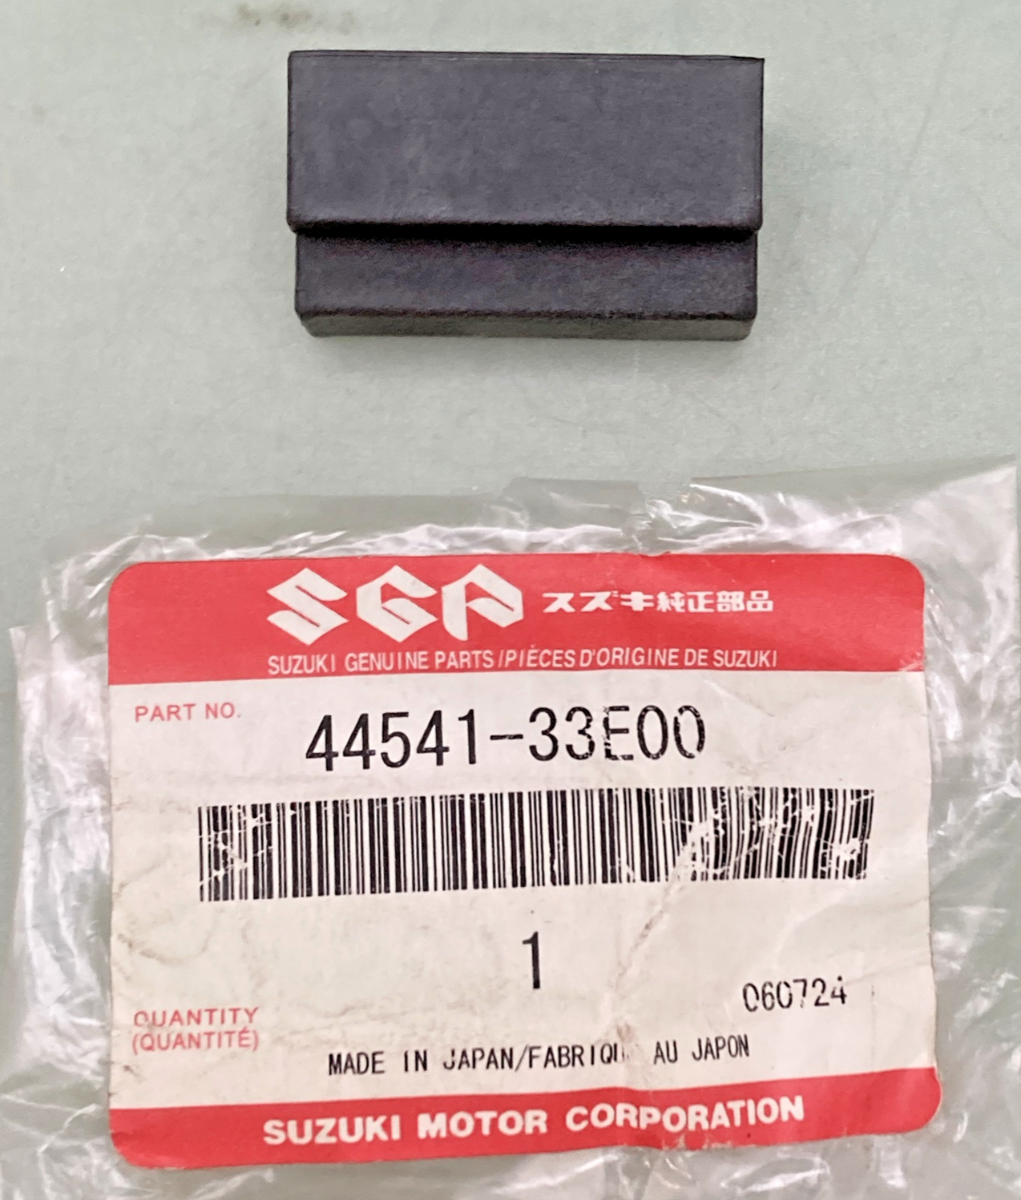 SGP スズキ純正部品
SUZUKI GENUINE PARTS/PIÈCES D'ORIGINE DE SUZUKI
PART NO.
44541-33E00
1
060724
QUANTITY
(QUANTITÉ)
MADE IN JAPAN/ AU JAPON
SUZUKI MOTOR CORPORATION